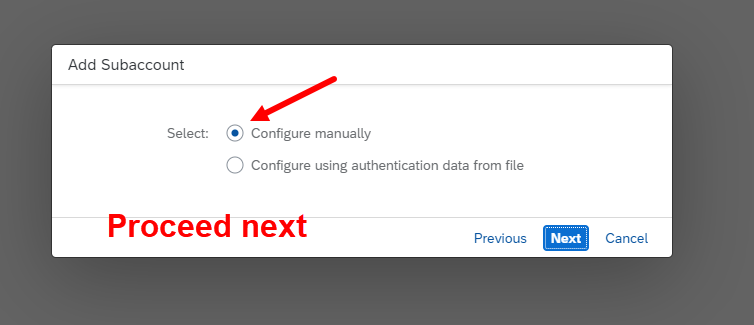 Add Subaccount
Select: Configure manually
Configure using authentication data from file
Proceed next
Previous Next Cancel